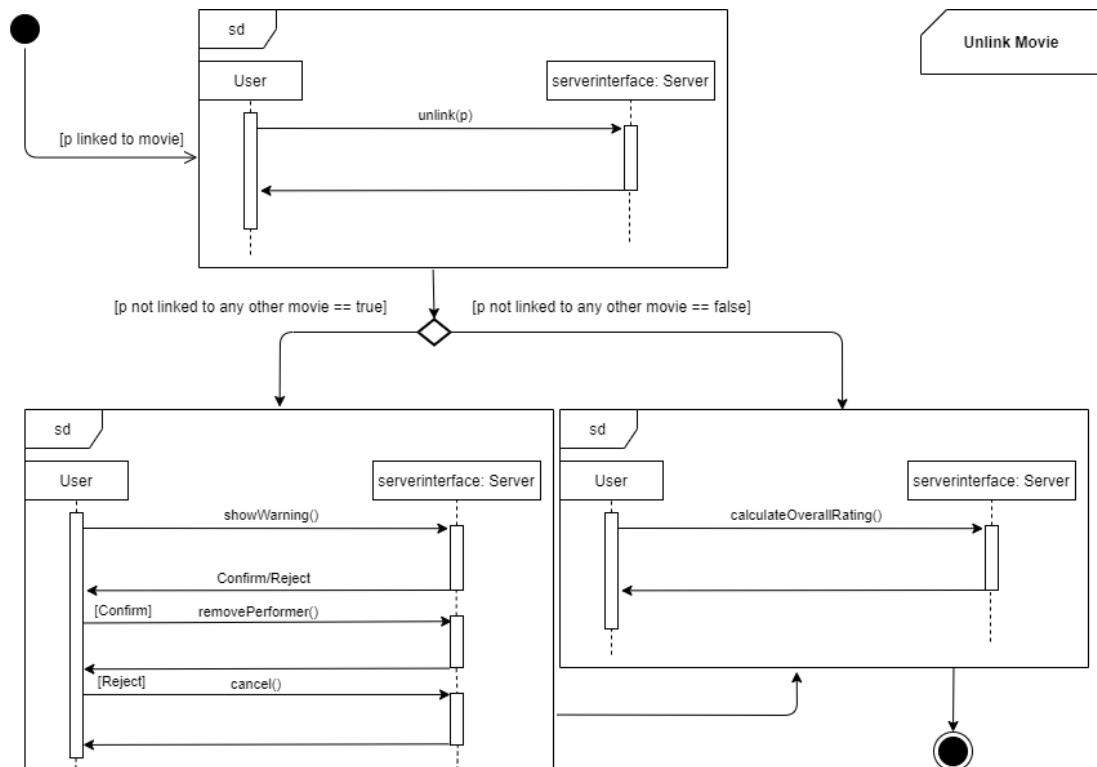 sd
Unlink Movie
User
serverinterface: Server
unlink(p)
[p linked to movie]
[p not linked to any other movie == true]
[p not linked to any other movie == false]
sd
User
serverinterface: Server
showWarning()
Confirm/Reject
[Confirm]
removePerformer()
[Reject]
cancel()
sd
User
serverinterface: Server
calculateOverallRating()